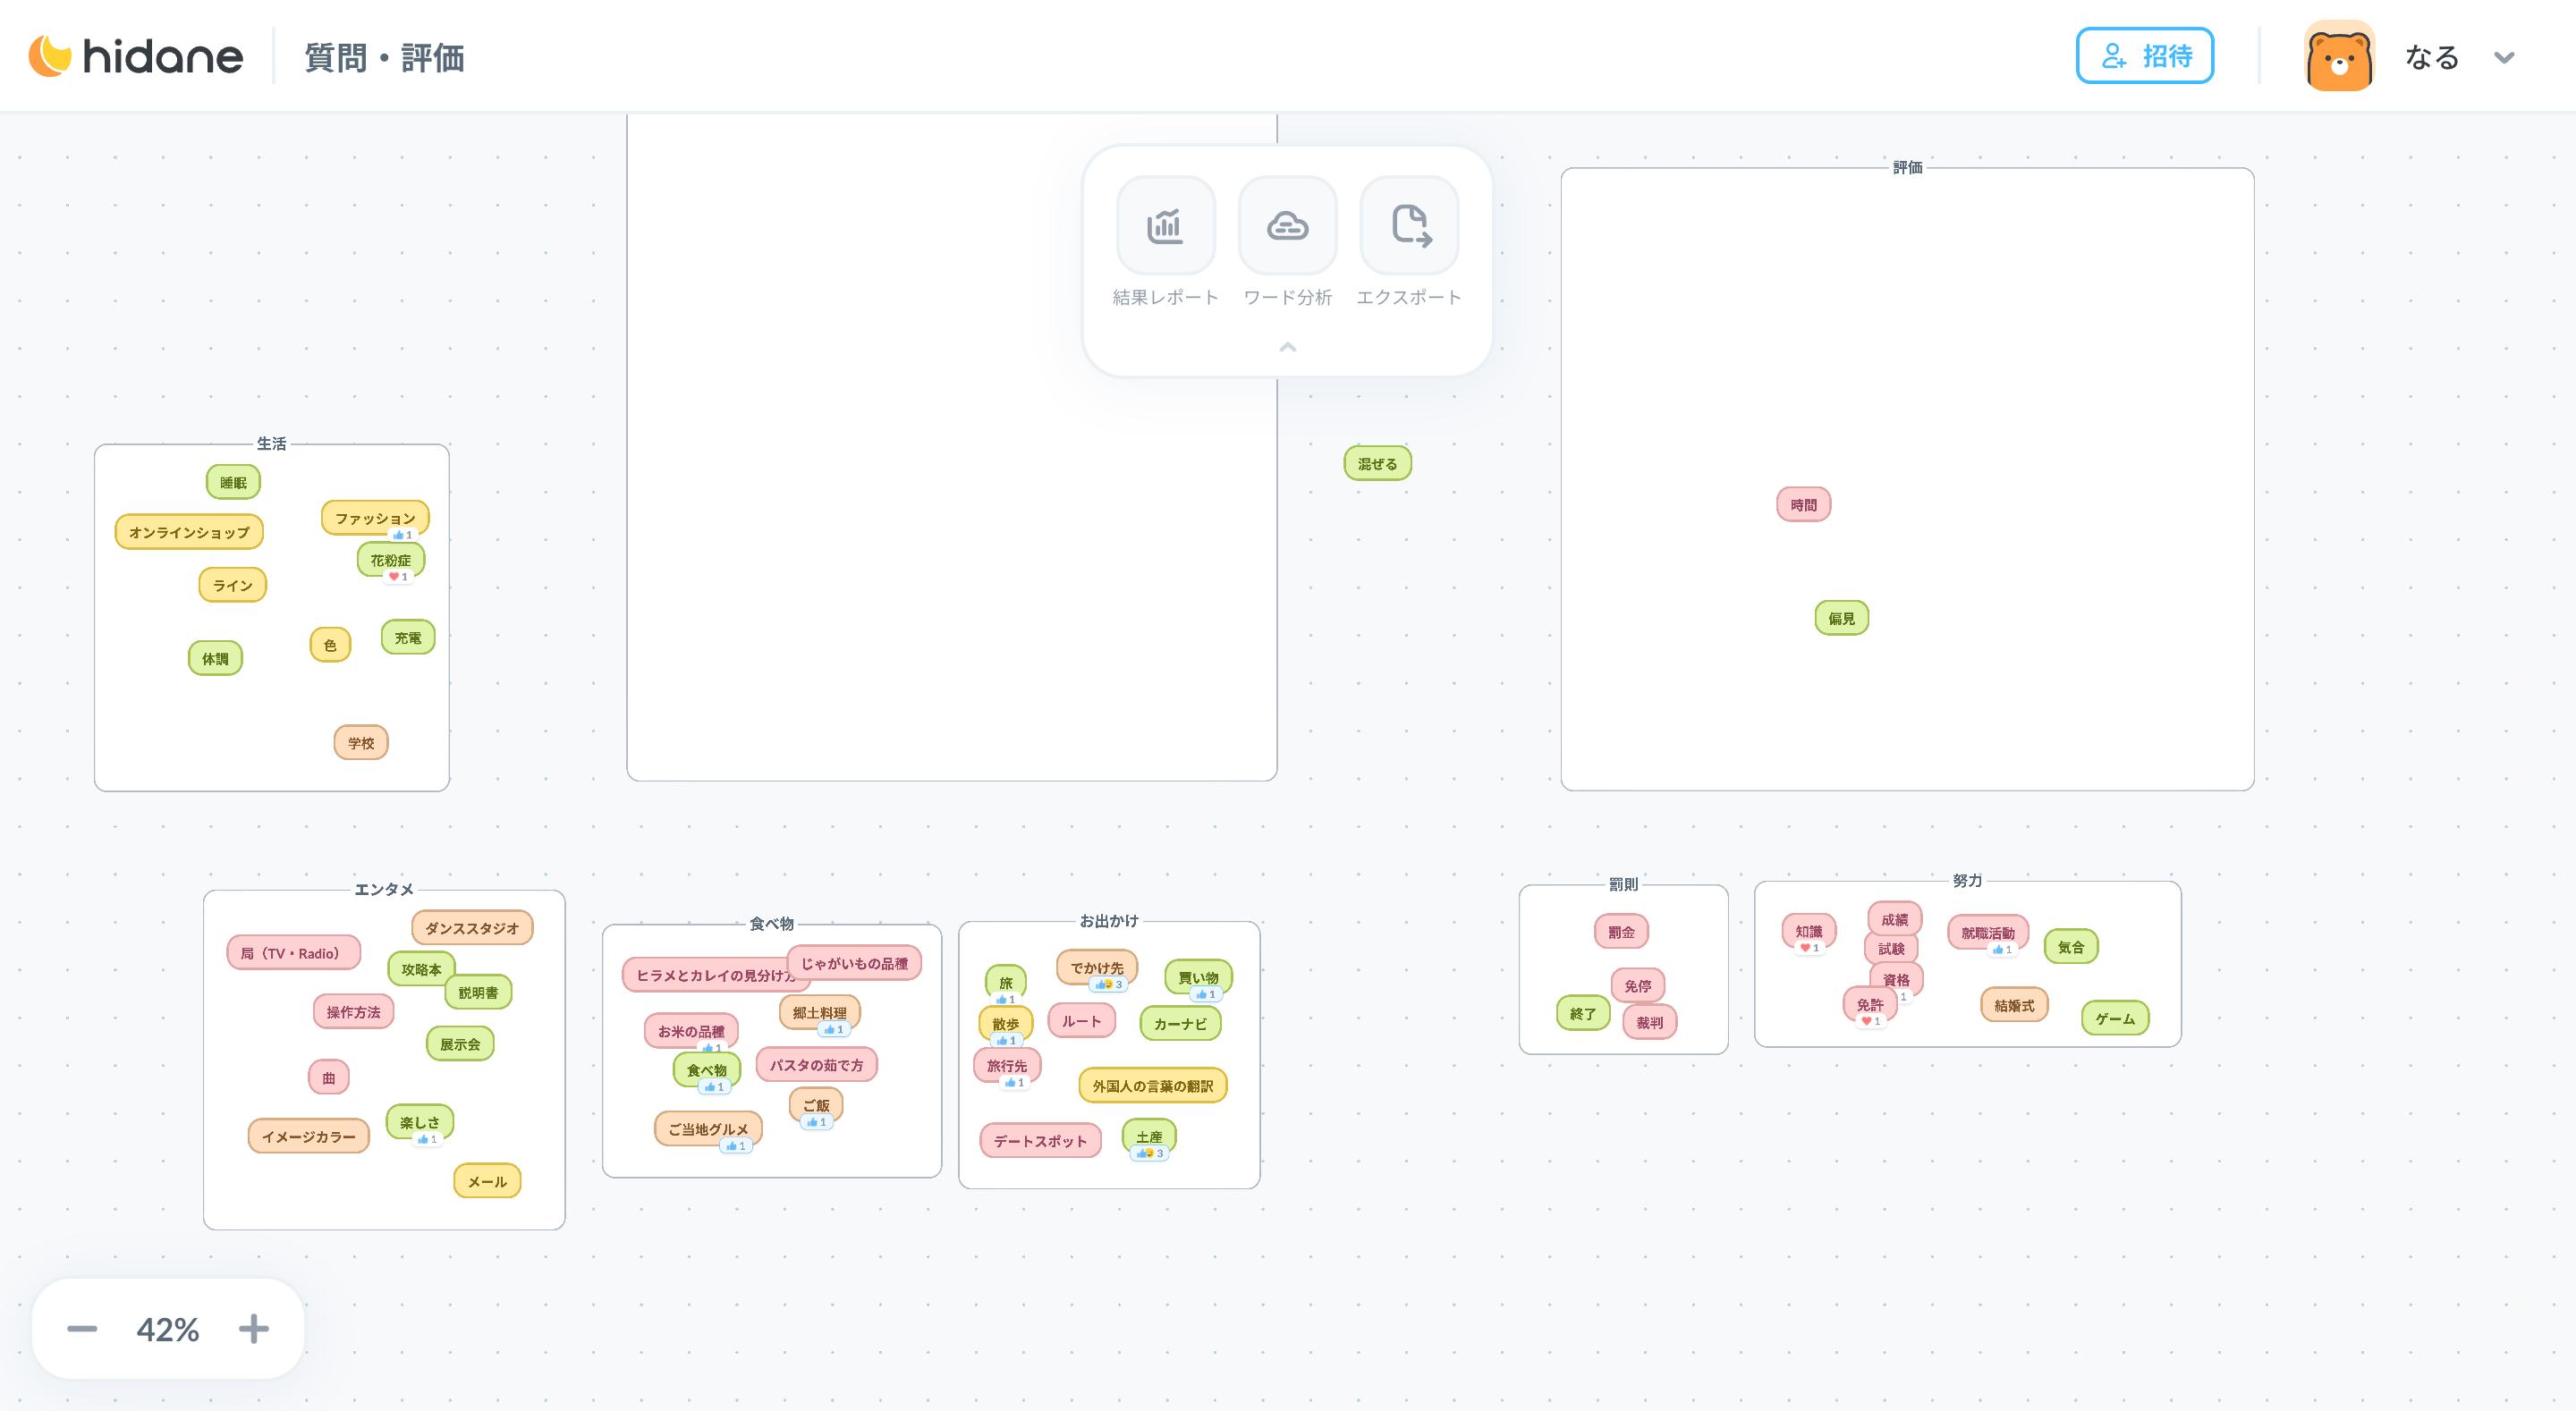 hidane
質問・評価
招待
なる
結果レポート
ワード分析
エクスポート
評価
混ぜる
時間
偏見
生活
睡眠
オンラインショップ
ファッション
1
花粉症
1
ライン
色
充電
体調
学校
エンタメ
ダンススタジオ
局（TV・Radio）
攻略本
説明書
操作方法
展示会
曲
楽しさ
1
イメージカラー
メール
食べ物
ヒラメとカレイの見分け方
じゃがいもの品種
郷土料理
1
お米の品種
1
食べ物
1
パスタの茹で方
ご飯
1
ご当地グルメ
1
お出かけ
旅
1
でかけ先
3
買い物
1
散歩
1
ルート
カーナビ
旅行先
1
外国人の言葉の翻訳
デートスポット
土産
3
罰則
罰金
免停
終了
裁判
努力
知識
1
成績
試験
資格
1
免許
1
就職活動
1
気合
結婚式
ゲーム
42%